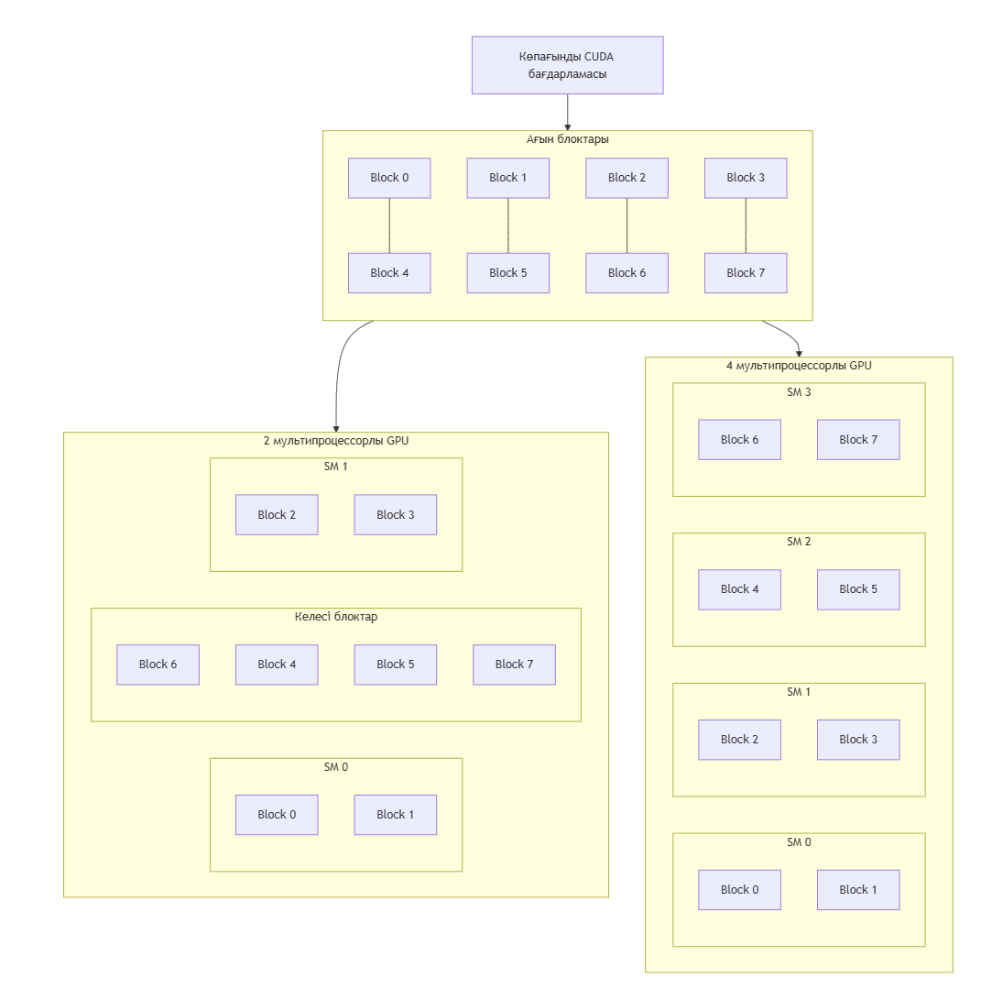 Көпағынды CUDA
бағдарламасы
Ағын блоктары
Block 0
Block 1
Block 2
Block 3
Block 4
Block 5
Block 6
Block 7
2 мультипроцессорлы GPU
SM 1
Block 2
Block 3
Келесі блоктар
Block 6
Block 4
Block 5
Block 7
SM 0
Block 0
Block 1
4 мультипроцессорлы GPU
SM 3
Block 6
Block 7
SM 2
Block 4
Block 5
SM 1
Block 2
Block 3
SM 0
Block 0
Block 1